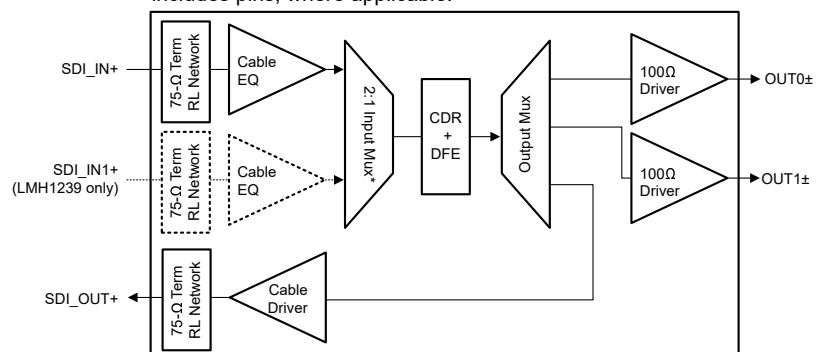 includes pins, where applicable.
SDI_IN+
75-Ω Term
RL Network
Cable
EQ
2:1 Input Mux*
CDR
+
DFE
Output Mux
100Ω
Driver
OUT0±
SDI_IN1+
(LMH1239 only)
75-Ω Term
RL Network
Cable
EQ
100Ω
Driver
OUT1±
SDI_OUT+
75-Ω Term
RL Network
Cable
Driver